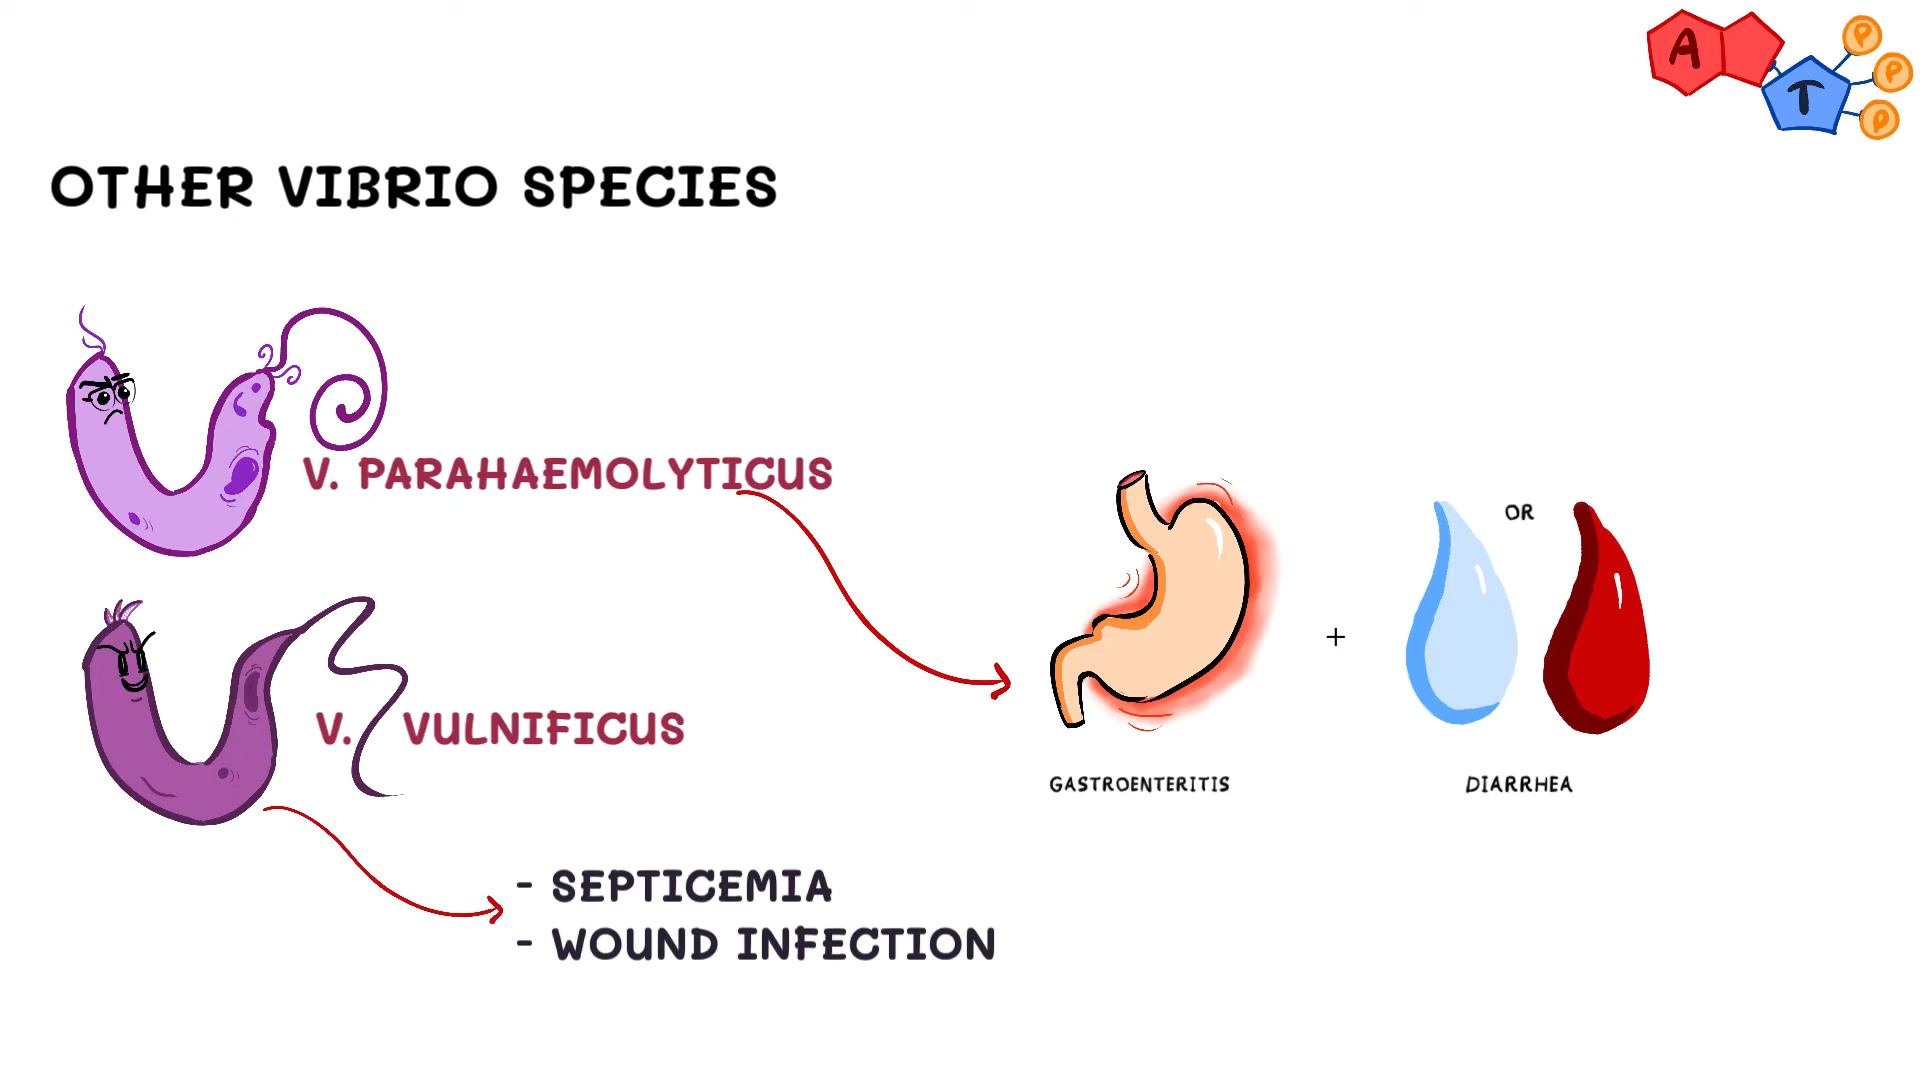 A T P P P
OTHER VIBRIO SPECIES
V. PARAHAEMOLYTICUS
OR
+
V. VULNIFICUS
GASTROENTERITIS
DIARRHEA
- SEPTICEMIA
- WOUND INFECTION